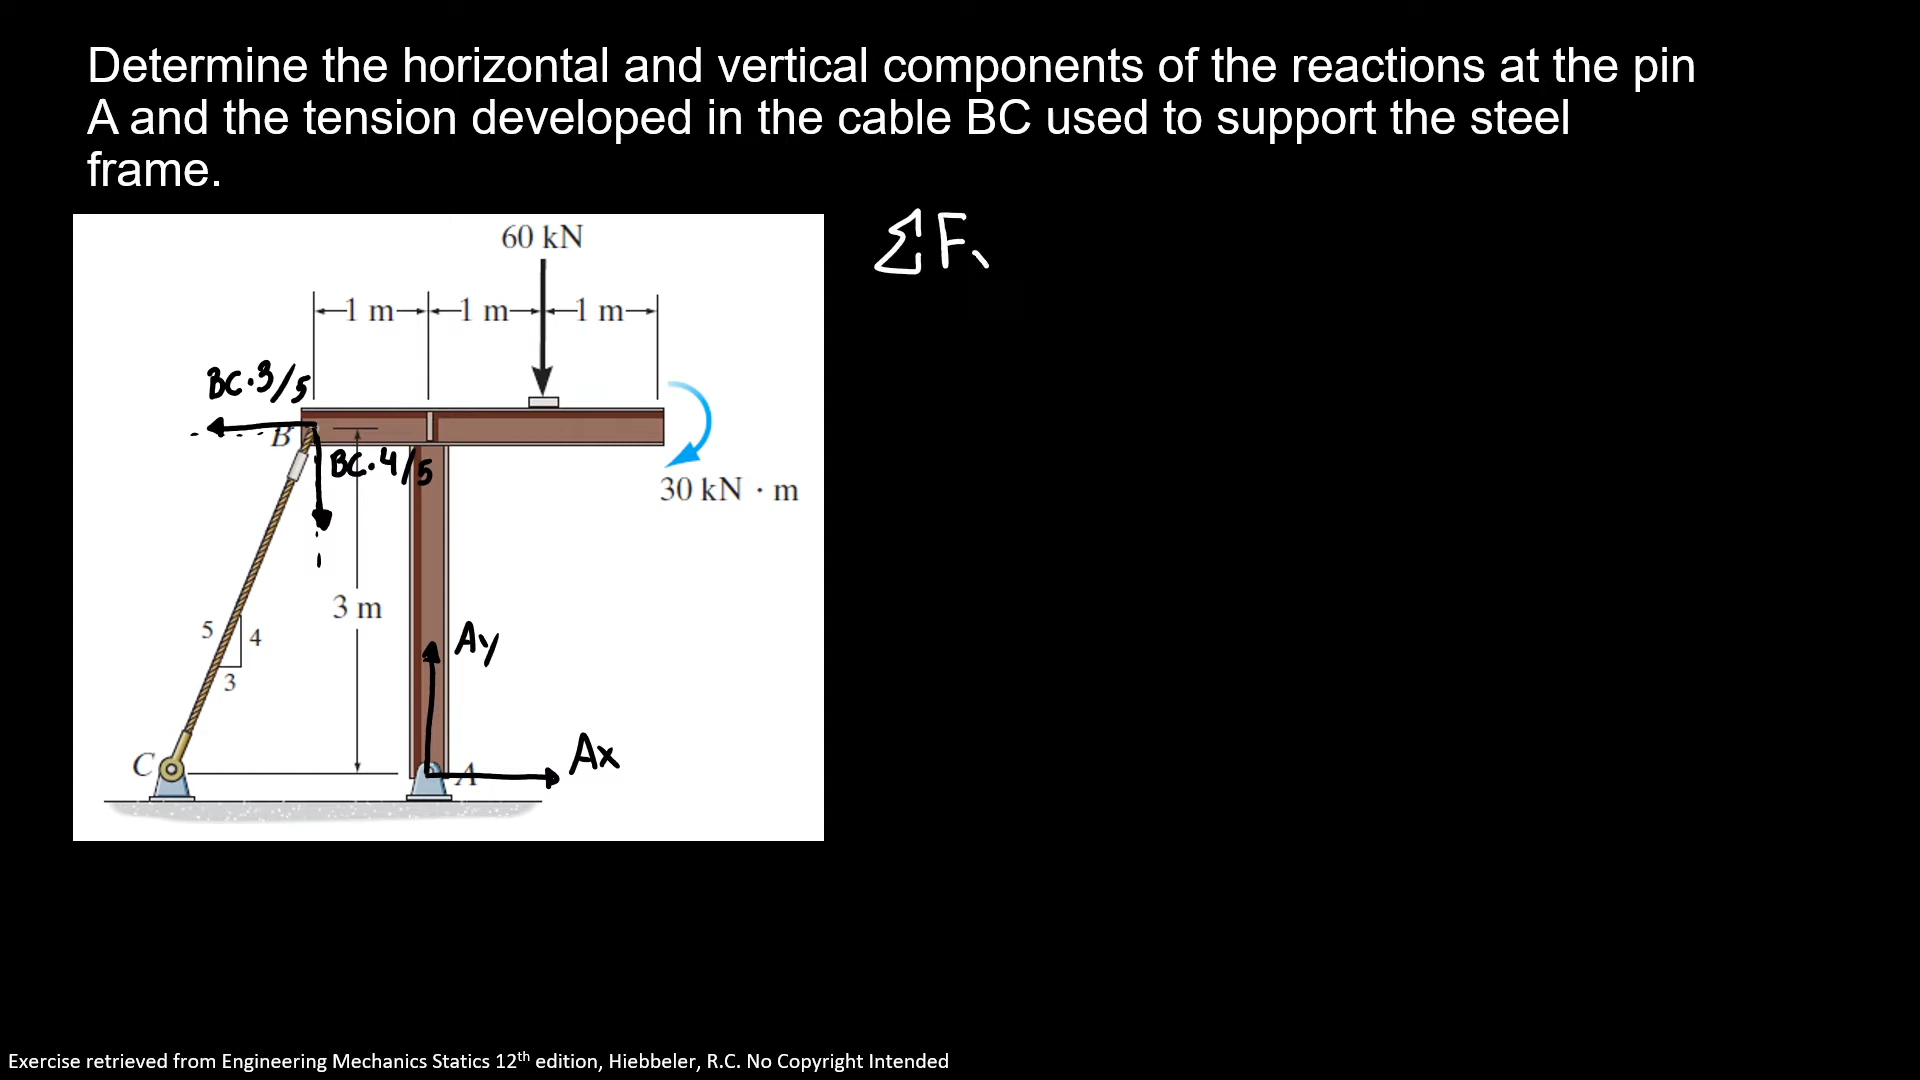 Determine the horizontal and vertical components of the reactions at the pin
A and the tension developed in the cable BC used to support the steel
frame.
ΣF
60 kN
1 m 1 m 1 m
BC·3/5
B
BC·4/5
30 kN · m
3 m
5
4
3
Ay
Ax
C
A
Exercise retrieved from Engineering Mechanics Statics 12th edition, Hiebbeler, R.C. No Copyright Intended